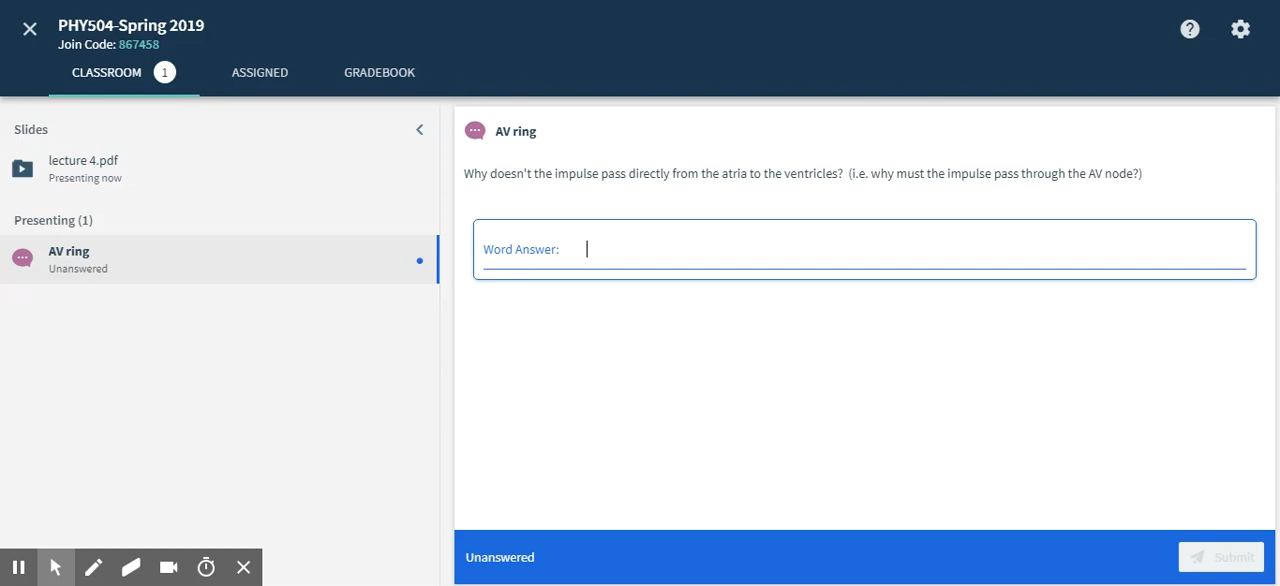 PHY504-Spring 2019
Join Code: 867458
CLASSROOM 1 ASSIGNED GRADEBOOK
Slides
lecture 4.pdf
Presenting now
Presenting (1)
AV ring
Unanswered
AV ring
Why doesn't the impulse pass directly from the atria to the ventricles? (i.e. why must the impulse pass through the AV node?)
Word Answer:
Unanswered
Submit